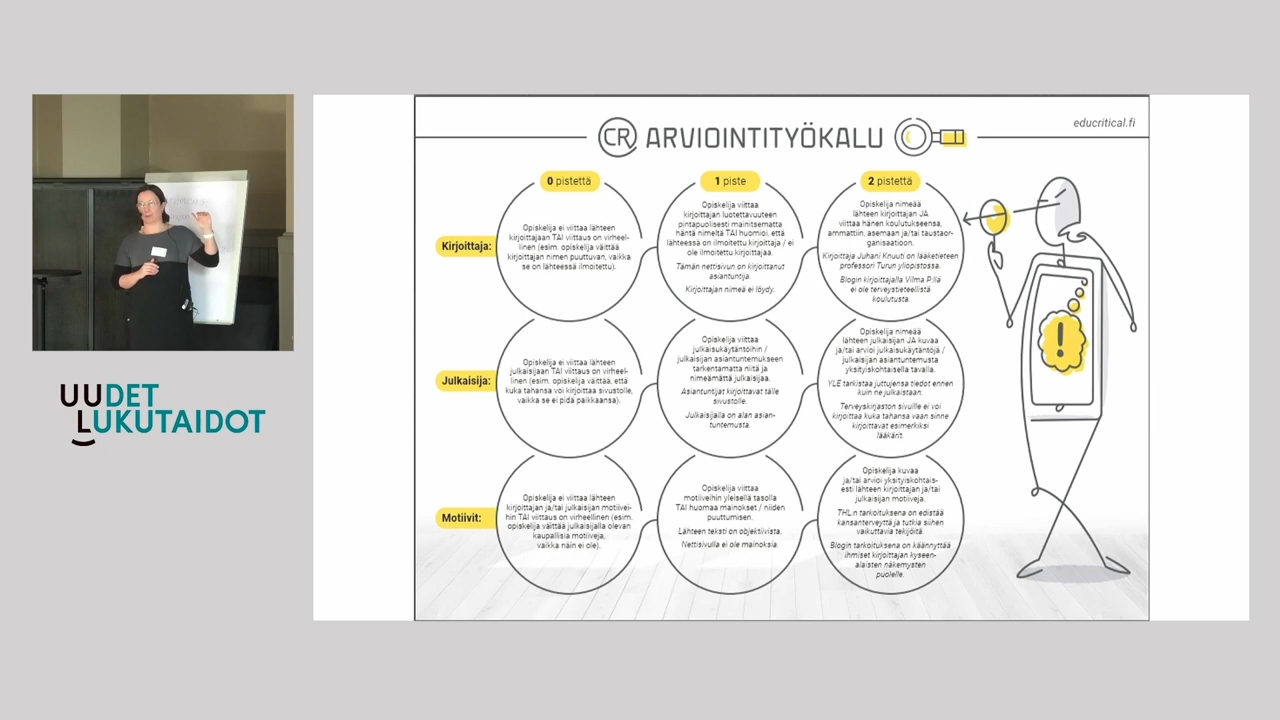 educritical.fi
CR ARVIOINTITYÖKALU
0 pistettä
1 piste
2 pistettä
Kirjoittaja:
Opiskelija ei viittaa lähteen
kirjoittajaan TAI viittaus on virheel-
linen (esim. opiskelija väittää
kirjoittajan nimen puuttuvan, vaikka
se on lähteessä ilmoitettu).
Opiskelija viittaa
kirjoittajan luotettavuuteen
pintapuolisesti mainitsematta
häntä nimeltä TAI huomioi, että
lähteessä on ilmoitettu kirjoittaja / ei
ole ilmoitettu kirjoittajaa.
Tämän nettisivun on kirjoittanut
asiantuntija.
Kirjoittajan nimeä ei löydy.
Opiskelija nimeää
lähteen kirjoittajan JA
viittaa hänen koulutukseensa,
ammattiin, asemaan ja/tai taustaor-
ganisaatioon.
Kirjoittaja Juhani Knuuti on lääketieteen
professori Turun yliopistossa.
Blogin kirjoittajalla Vilma P:llä
ei ole terveystieteellistä
koulutusta.
Julkaisija:
Opiskelija ei viittaa lähteen
julkaisijaan TAI viittaus on virheel-
linen (esim. opiskelija väittää, että
kuka tahansa voi kirjoittaa sivustolle,
vaikka se ei pidä paikkaansa).
Opiskelija viittaa
julkaisukäytäntöihin /
julkaisijan asiantuntemukseen
tarkentamatta niitä ja
nimeämättä julkaisijaa.
Asiantuntijat kirjoittavat tälle
sivustolle.
Julkaisijalla on alan asian-
tuntemusta.
Opiskelija nimeää
lähteen julkaisijan JA kuvaa
ja/tai arvioi julkaisukäytäntöjä /
julkaisijan asiantuntemusta
yksityiskohtaisella tavalla.
YLE tarkistaa juttujensa tiedot ennen
kuin ne julkaistaan.
Terveyskirjaston sivuille ei voi
kirjoittaa kuka tahansa vaan sinne
kirjoittavat esimerkiksi
lääkärit.
Motiivit:
Opiskelija ei viittaa lähteen
kirjoittajan ja/tai julkaisijan motiivei-
hin TAI viittaus on virheellinen (esim.
opiskelija väittää julkaisijalla olevan
kaupallisia motiiveja,
vaikka näin ei ole).
Opiskelija viittaa
motiiveihin yleisellä tasolla
TAI huomaa mainokset / niiden
puuttumisen.
Lähteen teksti on objektiivista.
Nettisivulla ei ole mainoksia.
Opiskelija kuvaa
ja/tai arvioi yksityiskohtais-
esti lähteen kirjoittajan ja/tai
julkaisijan motiiveja.
THL:n tarkoituksena on edistää
kansanterveyttä ja tutkia siihen
vaikuttavia tekijöitä.
Blogin tarkoituksena on käännyttää
ihmiset kirjoittajan kyseen-
alaisten näkemysten
puolelle.
UUDET
LUKUTAIDOT